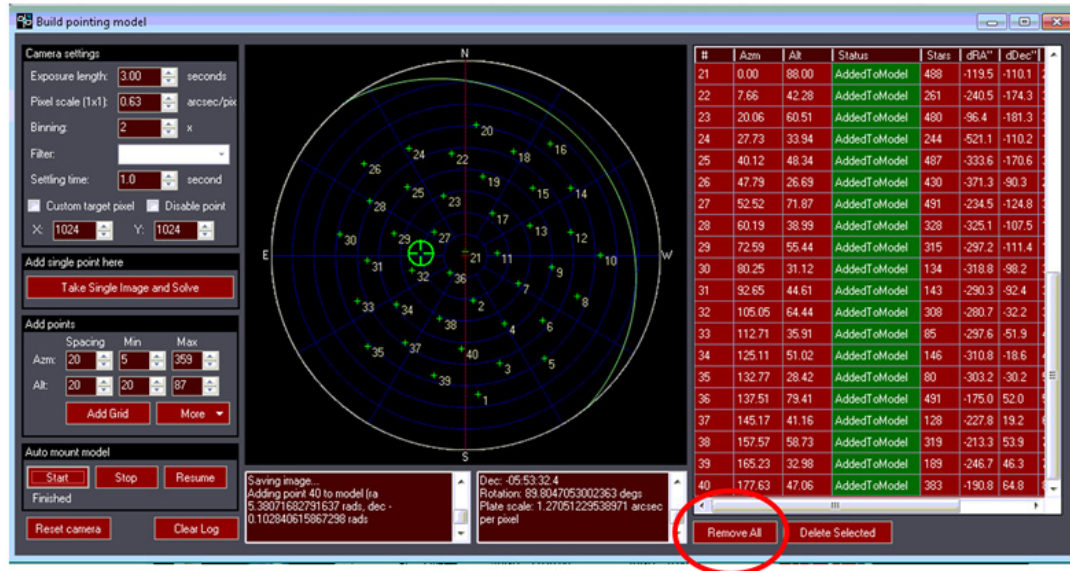 Build pointing model
Camera settings
Exposure length: 3.00 seconds
Pixel scale (1x1): 0.63 arcsec/pix
Binning: 2 x
Filter:
Settling time: 1.0 second
Custom target pixel Disable point
X: 1024 Y: 1024
Add single point here
Take Single Image and Solve
Add points
Spacing Min Max
Azm: 20 5 359
Alt: 20 20 87
Add Grid More
Auto mount model
Start Stop Resume
Finished
Reset camera Clear Log
N
20
16
24 22 18
26
19
25 15 14
23
28
17
13 12
30 29 27
E 21 11 10 W
31
32 36 9
7
33 34 2 8
38 4 6
35 37 40
3 5
39
1
S
Saving image...
Adding point 40 to model (ra
5.38071682791637 rads, dec -
0.102840615867298 rads
Dec: -05:53:32.4
Rotation: 89.8047053002363 degs
Plate scale: 1.27051229538971 arcsec
per pixel
# Azm Alt Status Stars dRA" dDec"
21 0.00 88.00 AddedToModel 488 -119.5 -110.1
22 7.66 42.28 AddedToModel 261 -240.5 -174.3
23 20.06 60.51 AddedToModel 480 -96.4 -181.3
24 27.73 33.94 AddedToModel 244 -521.1 -110.2
25 40.12 48.34 AddedToModel 487 -333.6 -170.6
26 47.79 26.69 AddedToModel 430 -371.3 -90.3
27 52.52 71.87 AddedToModel 491 -234.5 -124.8
28 60.19 38.99 AddedToModel 328 -325.1 -107.5
29 72.59 55.44 AddedToModel 315 -297.2 -111.4
30 80.25 31.12 AddedToModel 134 -318.8 -98.2
31 92.65 44.61 AddedToModel 143 -290.3 -92.4
32 105.05 64.44 AddedToModel 308 -280.7 -32.2
33 112.71 35.91 AddedToModel 85 -297.6 -51.9
34 125.11 51.02 AddedToModel 146 -310.8 -18.6
35 132.77 28.42 AddedToModel 80 -303.2 -30.2
36 137.51 79.41 AddedToModel 491 -175.0 52.0
37 145.17 41.16 AddedToModel 128 -227.8 19.2
38 157.57 58.73 AddedToModel 319 -213.3 53.9
39 165.23 32.98 AddedToModel 189 -246.7 46.3
40 177.63 47.06 AddedToModel 383 -190.8 64.8
Remove All Delete Selected